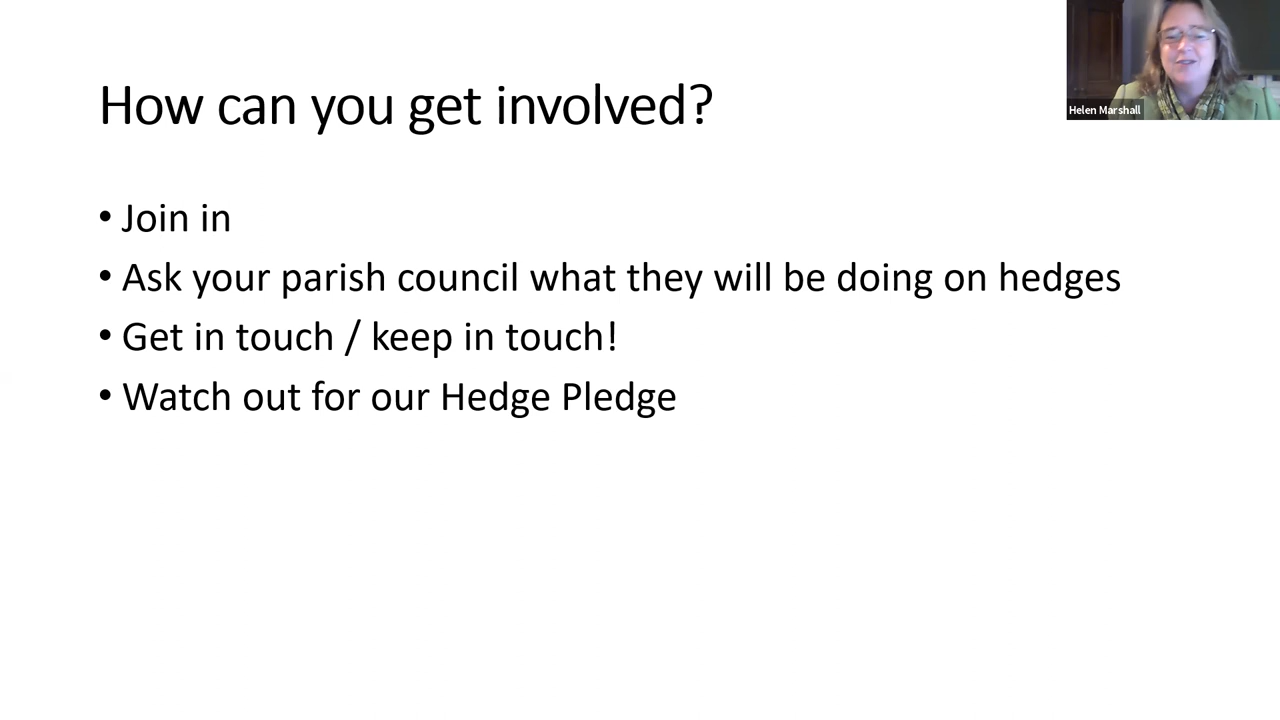 How can you get involved?
Helen Marshall
• Join in
• Ask your parish council what they will be doing on hedges
• Get in touch / keep in touch!
• Watch out for our Hedge Pledge